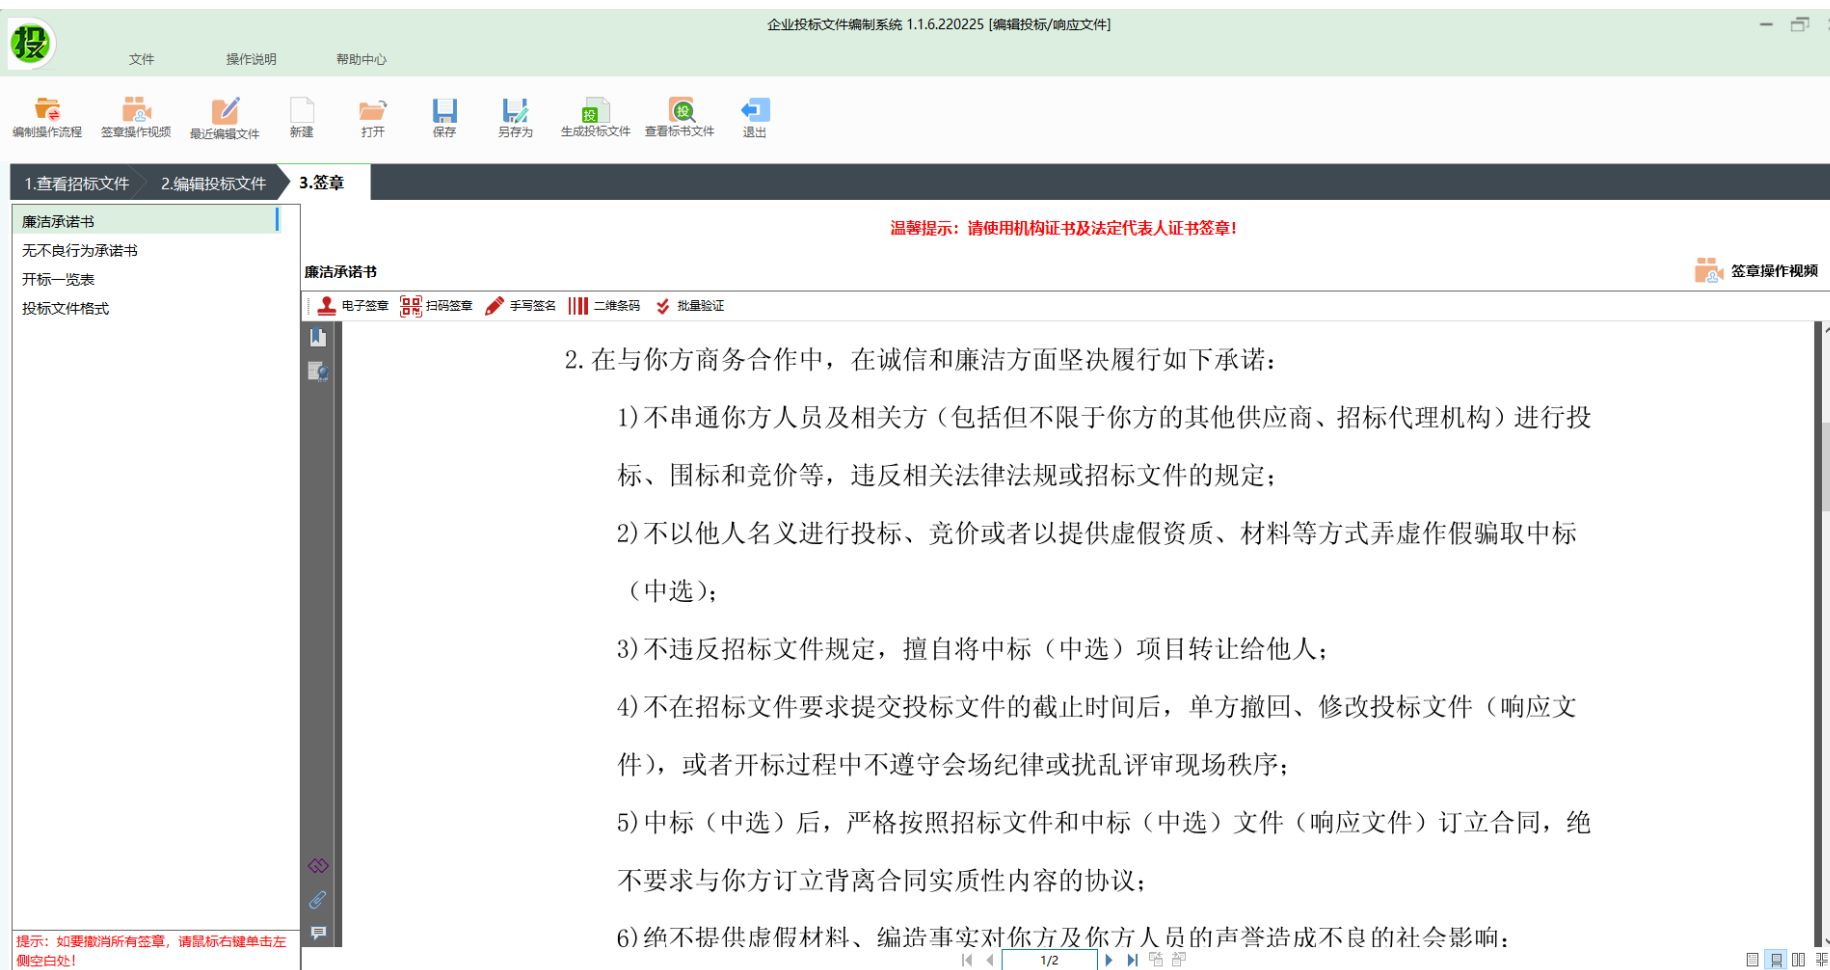 企业投标文件编制系统 1.1.6.220225 [编辑投标/响应文件]
投
文件 操作说明 帮助中心
编制操作流程 签章操作视频 最近编辑文件 新建 打开 保存 另存为 生成投标文件 查看标书文件 退出
1.查看招标文件 2.编辑投标文件 3.签章
廉洁承诺书
无不良行为承诺书
开标一览表
投标文件格式
温馨提示：请使用机构证书及法定代表人证书签章！
廉洁承诺书 签章操作视频
电子签章 扫码签章 手写签名 二维条码 批量验证
2.在与你方商务合作中，在诚信和廉洁方面坚决履行如下承诺：
1)不串通你方人员及相关方（包括但不限于你方的其他供应商、招标代理机构）进行投
标、围标和竞价等，违反相关法律法规或招标文件的规定；
2)不以他人名义进行投标、竞价或者以提供虚假资质、材料等方式弄虚作假骗取中标
（中选）；
3)不违反招标文件规定，擅自将中标（中选）项目转让给他人；
4)不在招标文件要求提交投标文件的截止时间后，单方撤回、修改投标文件（响应文
件），或者开标过程中不遵守会场纪律或扰乱评审现场秩序；
5)中标（中选）后，严格按照招标文件和中标（中选）文件（响应文件）订立合同，绝
不要求与你方订立背离合同实质性内容的协议；
6)绝不提供虚假材料、编造事实对你方及你方人员的声誉造成不良的社会影响；
提示：如要撤消所有签章，请鼠标右键单击左
侧空白处！
1/2